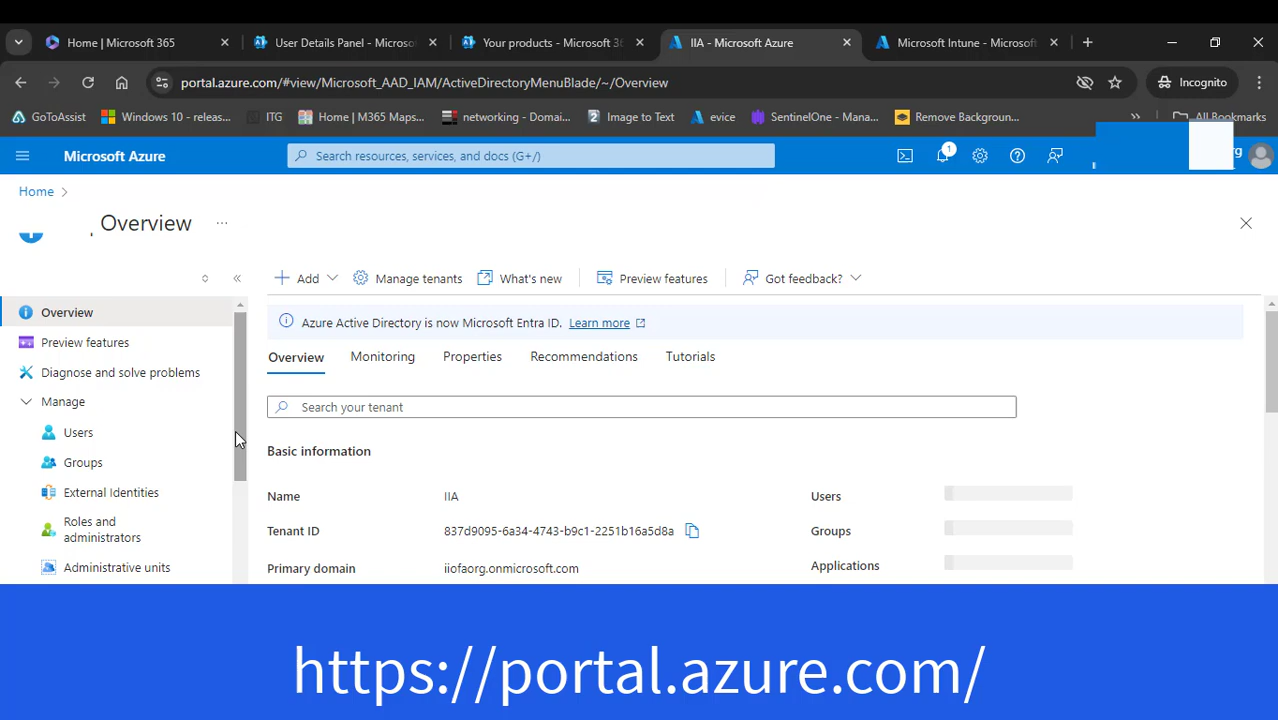 Home | Microsoft 365
User Details Panel - Microso
Your products - Microsoft 36
IIA - Microsoft Azure
Microsoft Intune - Microsoft
portal.azure.com/#view/Microsoft_AAD_IAM/ActiveDirectoryMenuBlade/~/Overview
Incognito
GoToAssist
Windows 10 - releas...
ITG
Home | M365 Maps...
networking - Domai...
Image to Text
evice
SentinelOne - Mana...
Remove Backgroun...
»
All Bookmarks
Microsoft Azure
Search resources, services, and docs (G+/)
1
Home
Overview
...
Add
Manage tenants
What's new
Preview features
Got feedback?
Overview
Preview features
Diagnose and solve problems
Manage
Users
Groups
External Identities
Roles and
administrators
Administrative units
Azure Active Directory is now Microsoft Entra ID. Learn more
Overview
Monitoring
Properties
Recommendations
Tutorials
Search your tenant
Basic information
Name
IIA
Users
Tenant ID
837d9095-6a34-4743-b9c1-2251b16a5d8a
Groups
Primary domain
iiofaorg.onmicrosoft.com
Applications
https://portal.azure.com/